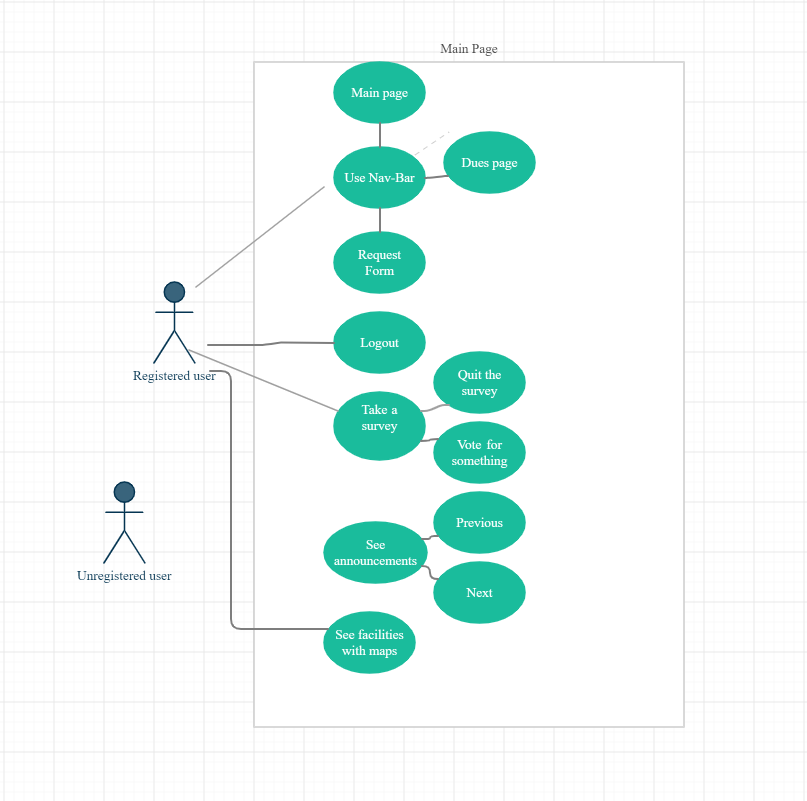 Main Page
Main page
Use Nav-Bar
Dues page
Request
Form
Logout
Registered user
Take a
survey
Quit the
survey
Vote for
something
Previous
See
announcements
Next
Unregistered user
See facilities
with maps